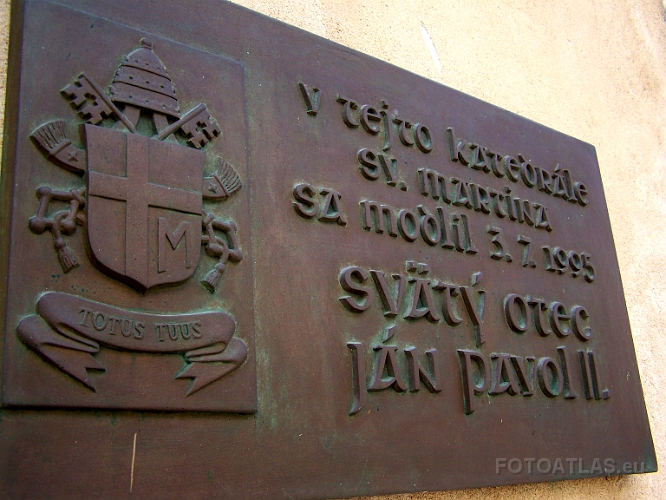 M
TOTUS TUUS
V tejto katedrále
sv. Martina
sa modlil 3. 7. 1995
Svätý Otec
Ján Pavol II.
FOTOATLAS.eu